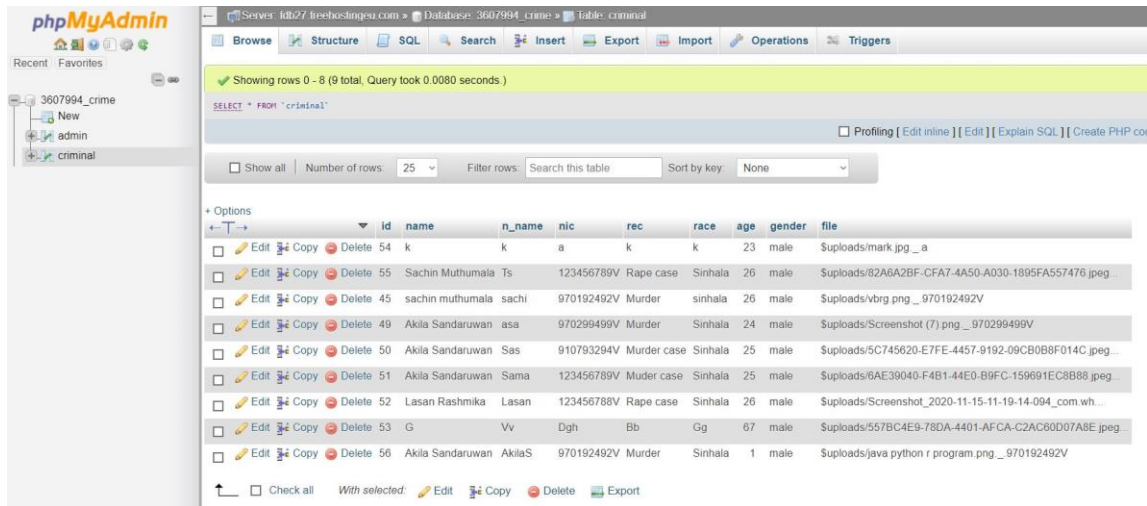 phpMyAdmin
Recent Favorites
3607994_crime
New
admin
criminal
Server: fdb27.freehostingeu.com » Database: 3607994_crime » Table: criminal
Browse Structure SQL Search Insert Export Import Operations Triggers
Showing rows 0 - 8 (9 total, Query took 0.0080 seconds.)
SELECT * FROM `criminal`
Profiling [ Edit inline ] [ Edit ] [ Explain SQL ] [ Create PHP co
Show all Number of rows: 25 Filter rows: Search this table Sort by key: None
+ Options
←T→ id name n_name nic rec race age gender file
Edit Copy Delete 54 k k a k k 23 male $uploads/mark.jpg._.a
Edit Copy Delete 55 Sachin Muthumala Ts 123456789V Rape case Sinhala 26 male $uploads/82A6A2BF-CFA7-4A50-A030-1895FA557476.jpeg...
Edit Copy Delete 45 sachin muthumala sachi 970192492V Murder sinhala 26 male $uploads/vbrg.png._.970192492V
Edit Copy Delete 49 Akila Sandaruwan asa 970299499V Murder Sinhala 24 male $uploads/Screenshot (7).png._.970299499V
Edit Copy Delete 50 Akila Sandaruwan Sas 910793294V Murder case Sinhala 25 male $uploads/5C745620-E7FE-4457-9192-09CB0B8F014C.jpeg...
Edit Copy Delete 51 Akila Sandaruwan Sama 123456789V Muder case Sinhala 25 male $uploads/6AE39040-F4B1-44E0-B9FC-159691EC8B88.jpeg...
Edit Copy Delete 52 Lasan Rashmika Lasan 123456788V Rape case Sinhala 26 male $uploads/Screenshot_2020-11-15-11-19-14-094_com.wh...
Edit Copy Delete 53 G Vv Dgh Bb Gg 67 male $uploads/557BC4E9-78DA-4401-AFCA-C2AC60D07A8E.jpeg...
Edit Copy Delete 56 Akila Sandaruwan AkilaS 970192492V Murder Sinhala 1 male $uploads/java python r program.png._.970192492V
Check all With selected: Edit Copy Delete Export